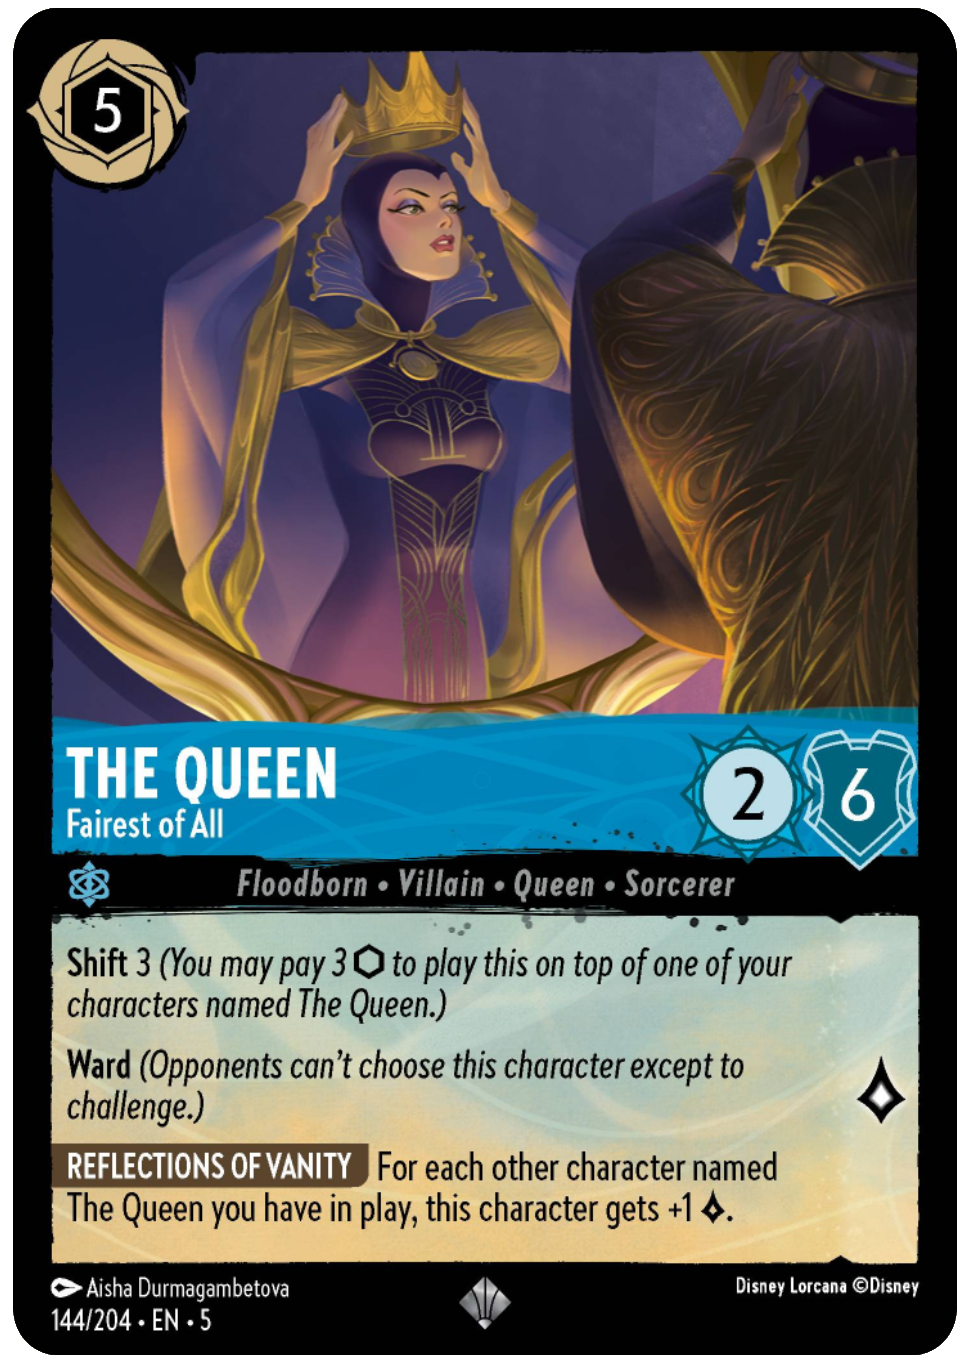 5
THE QUEEN
Fairest of All
2
6
Floodborn • Villain • Queen • Sorcerer
Shift 3 (You may pay 3 to play this on top of one of your
characters named The Queen.)
Ward (Opponents can't choose this character except to
challenge.)
REFLECTIONS OF VANITY For each other character named
The Queen you have in play, this character gets +1 .
Aisha Durmagambetova
Disney Lorcana ©Disney
144/204 • EN • 5